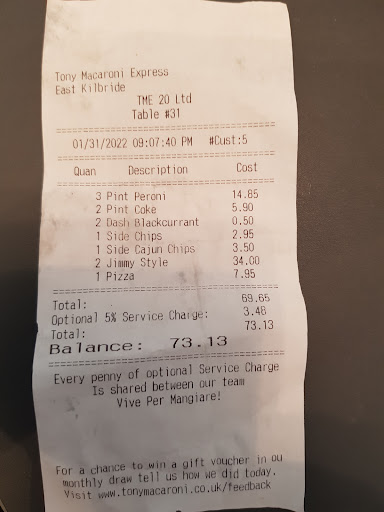 Tony Macaroni Express
East Kilbride
TME 20 Ltd
Table #31
01/31/2022 09:07:40 PM #Cust:5
Quan Description Cost
3 Pint Peroni 14.85
2 Pint Coke 5.90
2 Dash Blackcurrant 0.50
1 Side Chips 2.95
1 Side Cajun Chips 3.50
2 Jimmy Style 34.00
1 Pizza 7.95
Total: 69.65
Optional 5% Service Charge: 3.48
Total: 73.13
Balance: 73.13
Every penny of optional Service Charge
Is shared between our team
Vive Per Mangiare!
For a chance to win a gift voucher in ou
monthly draw tell us how we did today.
Visit www.tonymacaroni.co.uk/feedback